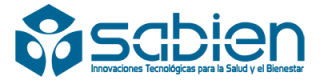 sabien
Innovaciones Tecnológicas para la Salud y el Bienestar